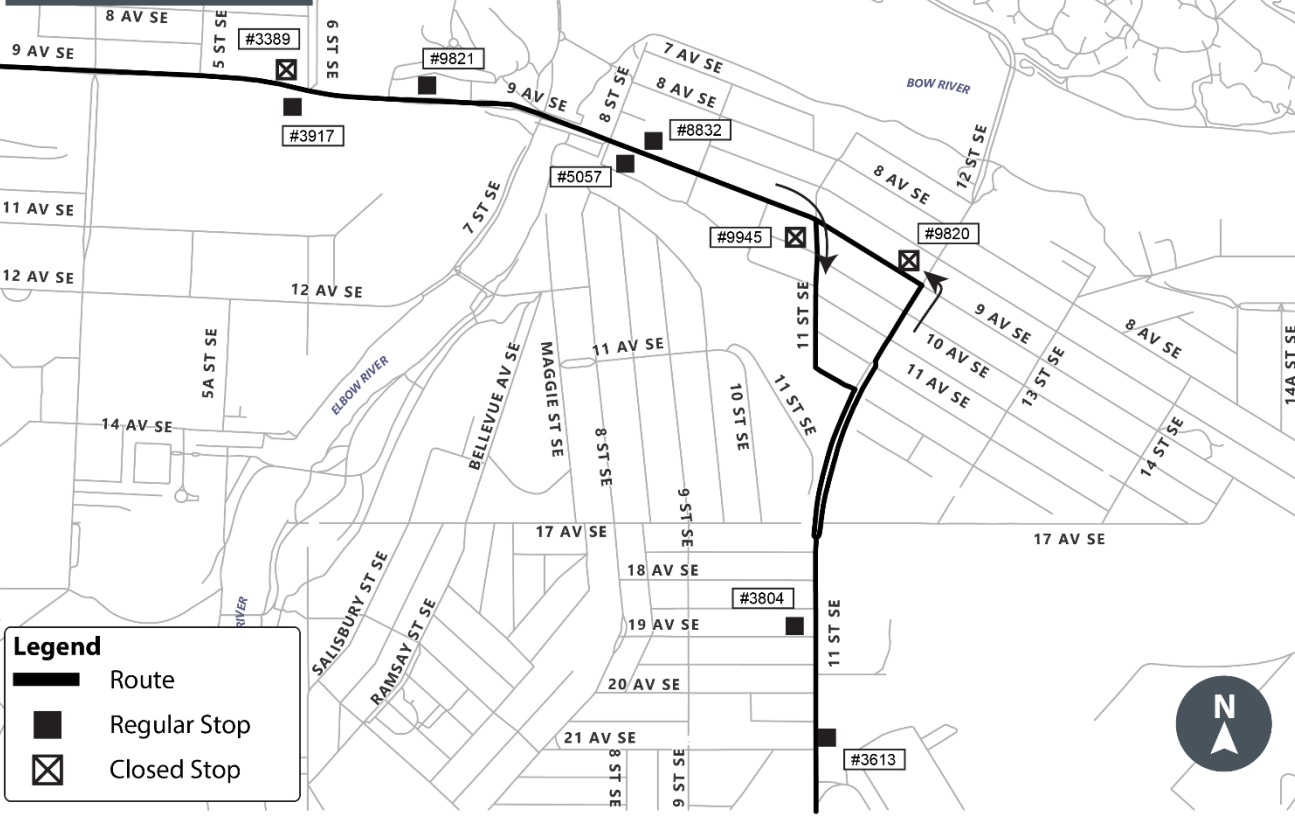 8 AV SE
5 ST SE
6 ST SE
9 AV SE
#3389
#3917
#9821
9 AV SE
8 ST SE
7 AV SE
8 AV SE
BOW RIVER
#8832
#5057
12 ST SE
8 AV SE
7 ST SE
11 AV SE
#9945
#9820
12 AV SE
12 AV SE
11 ST SE
9 AV SE
8 AV SE
10 AV SE
11 AV SE
13 ST SE
14A ST SE
5A ST SE
ELBOW RIVER
BELLEVUE AV SE
MAGGIE ST SE
11 AV SE
10 ST SE
11 ST SE
14 AV SE
8 ST SE
14 ST SE
9 ST SE
17 AV SE
17 AV SE
18 AV SE
SALISBURY ST SE
RAMSAY ST SE
RIVER
#3804
19 AV SE
11 ST SE
20 AV SE
21 AV SE
8 ST SE
9 ST SE
#3613
N
Legend
Route
Regular Stop
Closed Stop